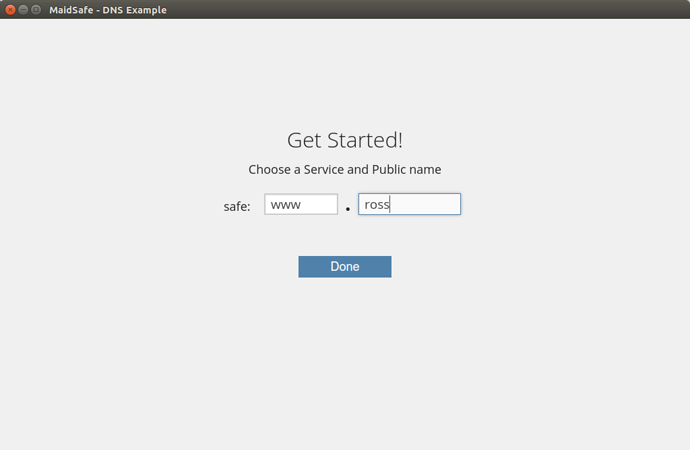 MaidSafe - DNS Example
Get Started!
Choose a Service and Public name
safe: www . ross
Done